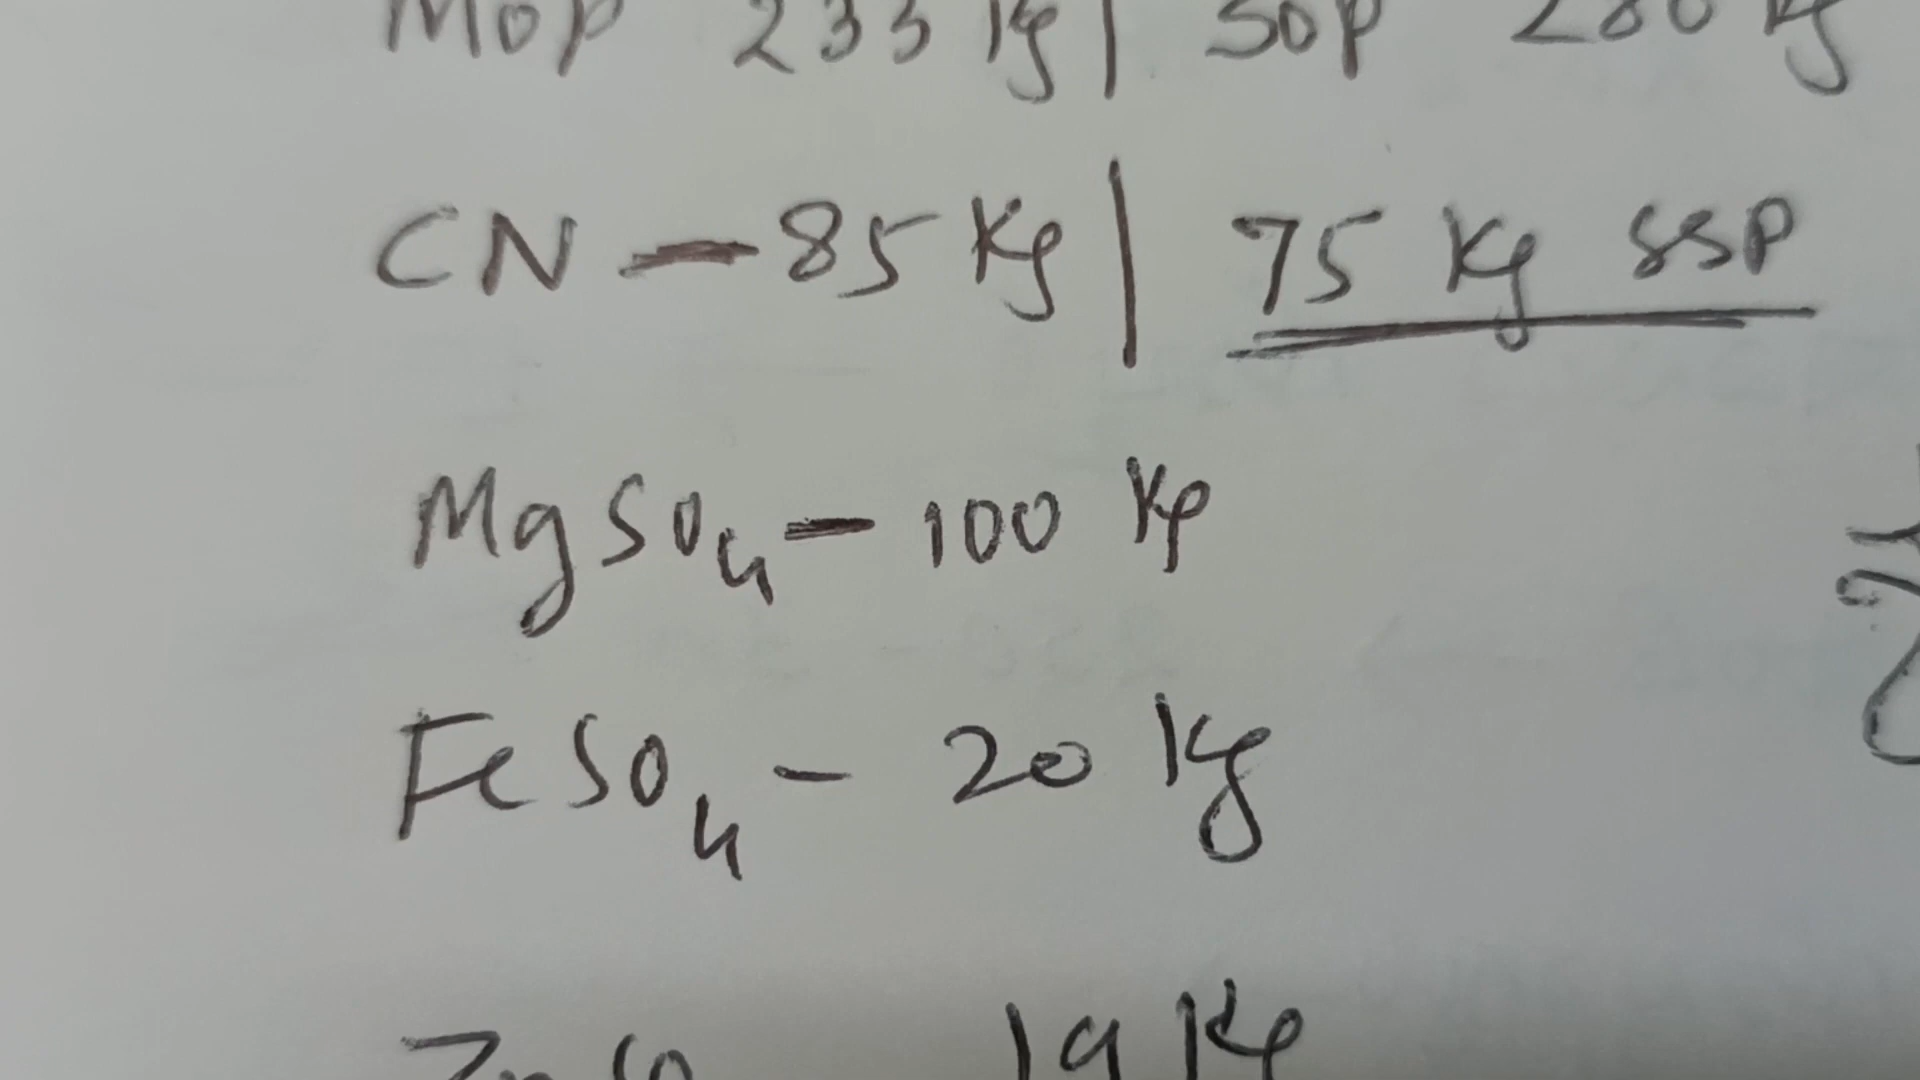 MOP 233 Kg | SOP 280 Kg
CN - 85 Kg | 75 Kg SSP
MgSO4 - 100 Kg
FeSO4 - 20 Kg
19 Kg